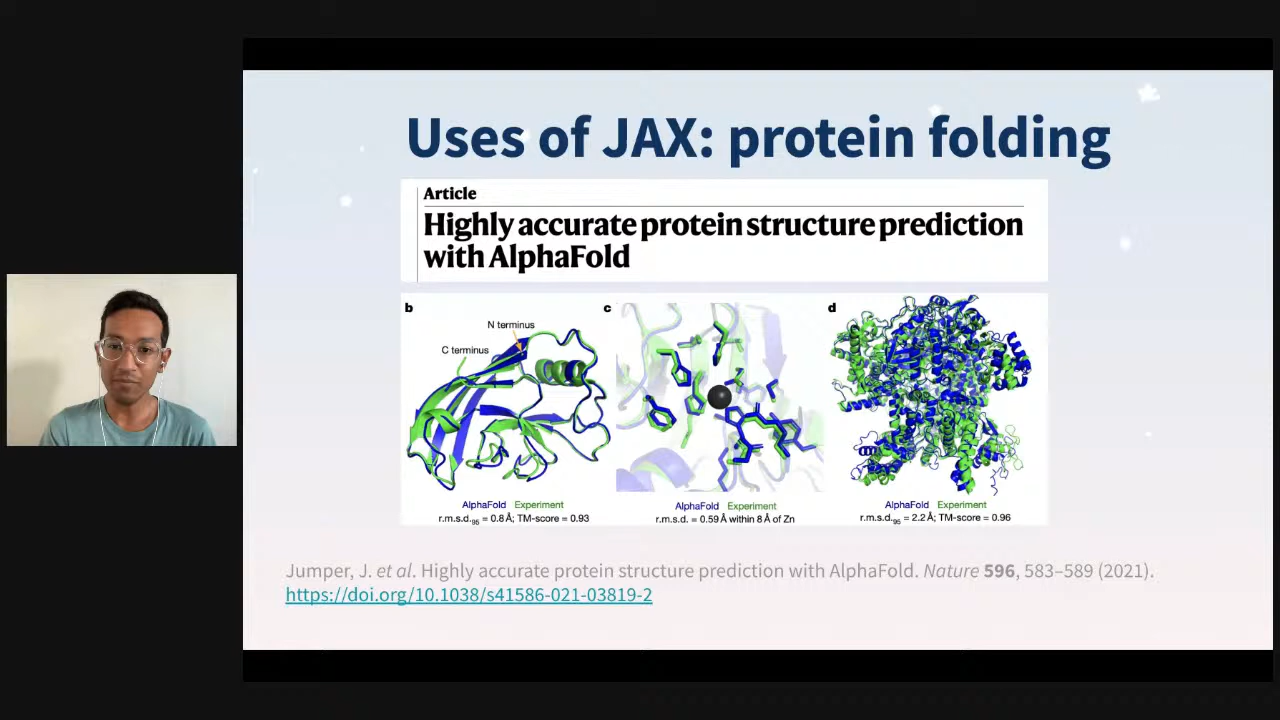 Uses of JAX: protein folding
Article
Highly accurate protein structure prediction
with AlphaFold
b
N terminus
C terminus
AlphaFold Experiment
r.m.s.d.95 = 0.8 Å; TM-score = 0.93
c
AlphaFold Experiment
r.m.s.d. = 0.59 Å within 8 Å of Zn
d
AlphaFold Experiment
r.m.s.d.95 = 2.2 Å; TM-score = 0.96
Jumper, J. et al. Highly accurate protein structure prediction with AlphaFold. Nature 596, 583–589 (2021).
https://doi.org/10.1038/s41586-021-03819-2